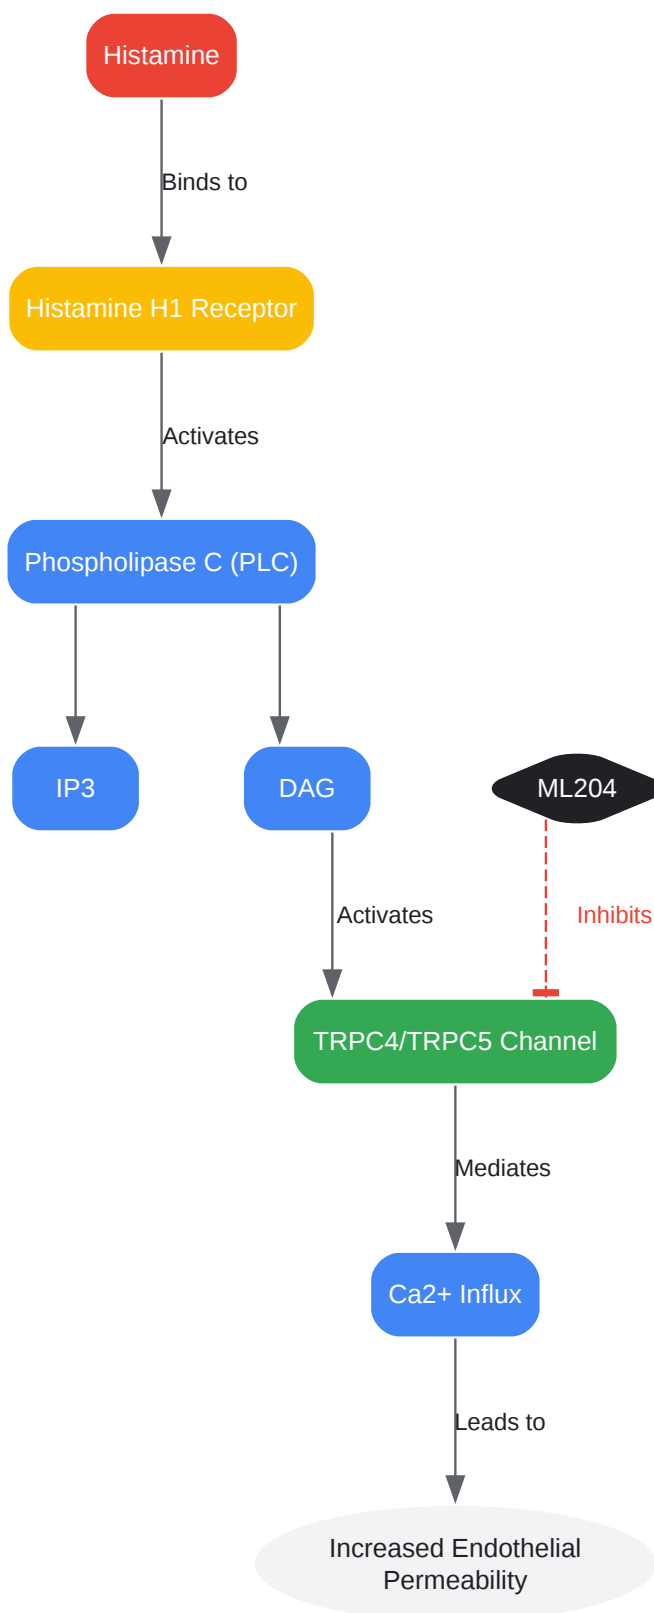 Histamine
Binds to
Histamine H1 Receptor
Activates
Phospholipase C (PLC)
IP3
DAG
ML204
Activates
Inhibits
TRPC4/TRPC5 Channel
Mediates
Ca2+ Influx
Leads to
Increased Endothelial
Permeability